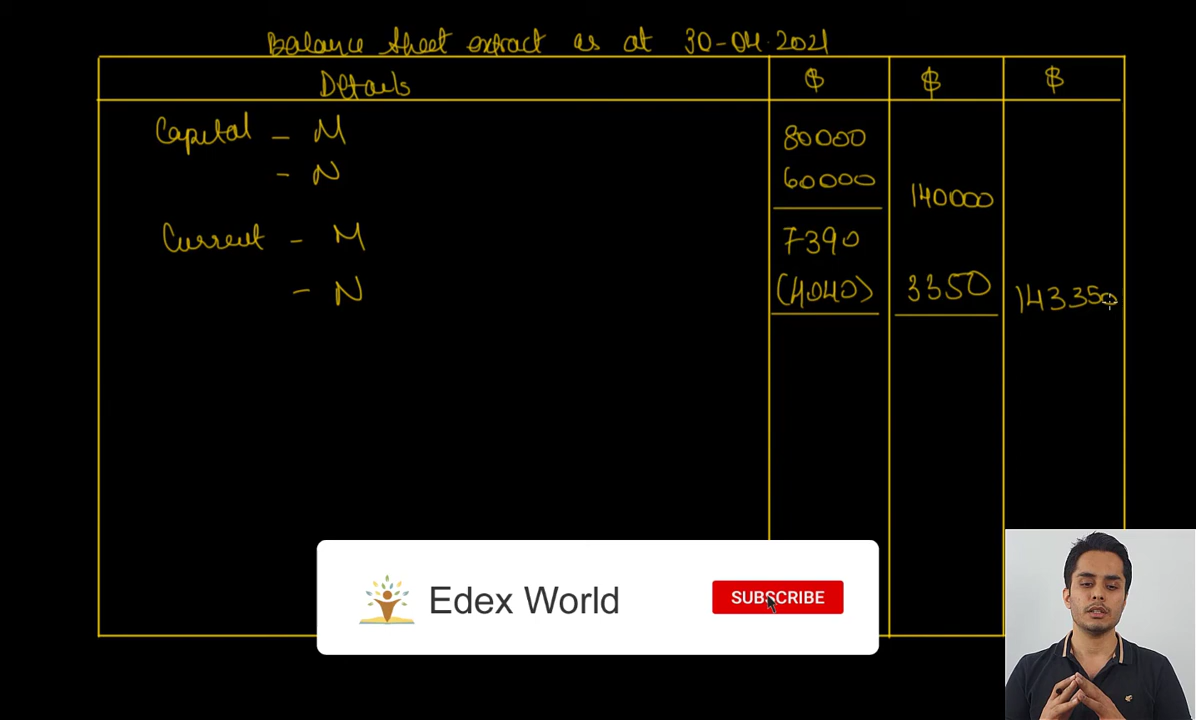 Balance Sheet extract as at 30-04-2021
Details $ $ $
Capital - M 80000
- N 60000 140000
Current - M 7390
- N (4040) 3350 143350
Edex World SUBSCRIBE